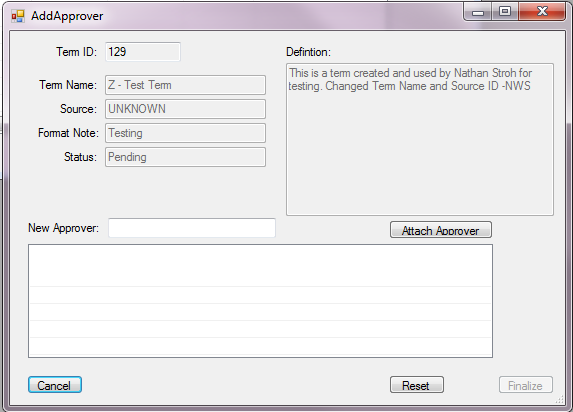 AddApprover
Term ID: 129
Defintion:
Term Name: Z - Test Term
This is a term created and used by Nathan Stroh for
testing. Changed Term Name and Source ID -NWS
Source: UNKNOWN
Format Note: Testing
Status: Pending
New Approver:
Attach Approver
Cancel
Reset
Finalize